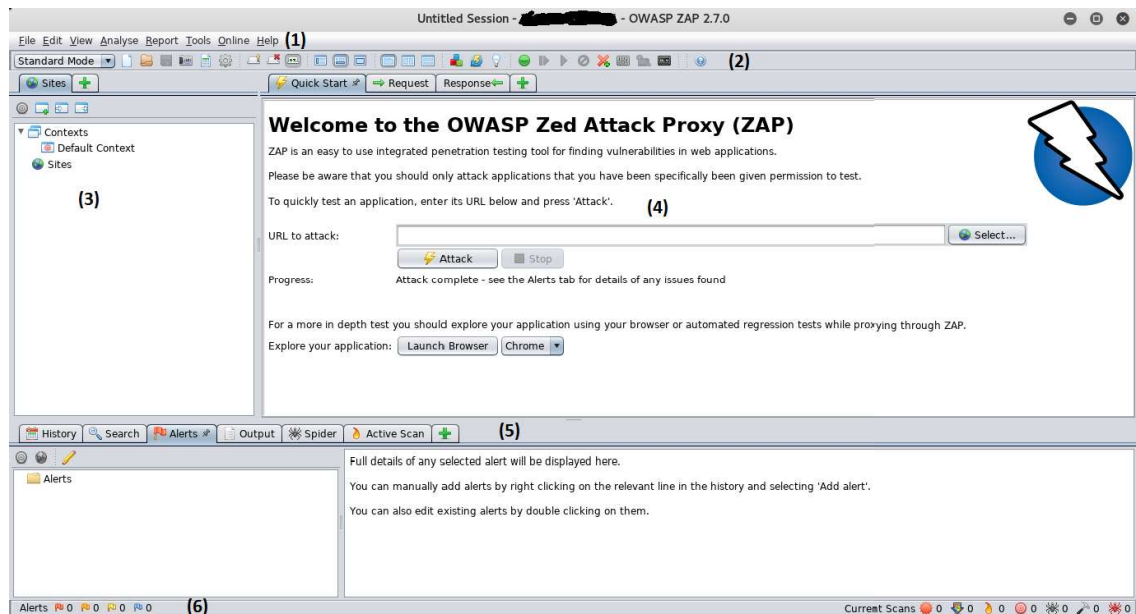 Untitled Session - - OWASP ZAP 2.7.0
File Edit View Analyse Report Tools Online Help (1)
Standard Mode (2)
Sites
Quick Start Request Response
Contexts
Default Context
Sites
(3)
Welcome to the OWASP Zed Attack Proxy (ZAP)
ZAP is an easy to use integrated penetration testing tool for finding vulnerabilities in web applications.
Please be aware that you should only attack applications that you have been specifically been given permission to test.
To quickly test an application, enter its URL below and press 'Attack'. (4)
URL to attack: Select...
Attack Stop
Progress: Attack complete - see the Alerts tab for details of any issues found
For a more in depth test you should explore your application using your browser or automated regression tests while proxying through ZAP.
Explore your application: Launch Browser Chrome
History Search Alerts Output Spider Active Scan (5)
Alerts
Full details of any selected alert will be displayed here.
You can manually add alerts by right clicking on the relevant line in the history and selecting 'Add alert'.
You can also edit existing alerts by double clicking on them.
Alerts 0 0 0 0 (6) Current Scans 0 0 0 0 0 0 0